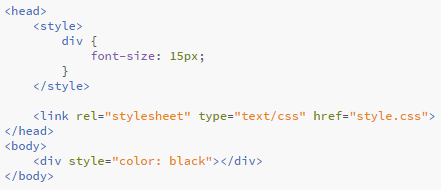 <head>
    <style>
        div {
            font-size: 15px;
        }
    </style>

    <link rel="stylesheet" type="text/css" href="style.css">
</head>
<body>
    <div style="color: black"></div>
</body>